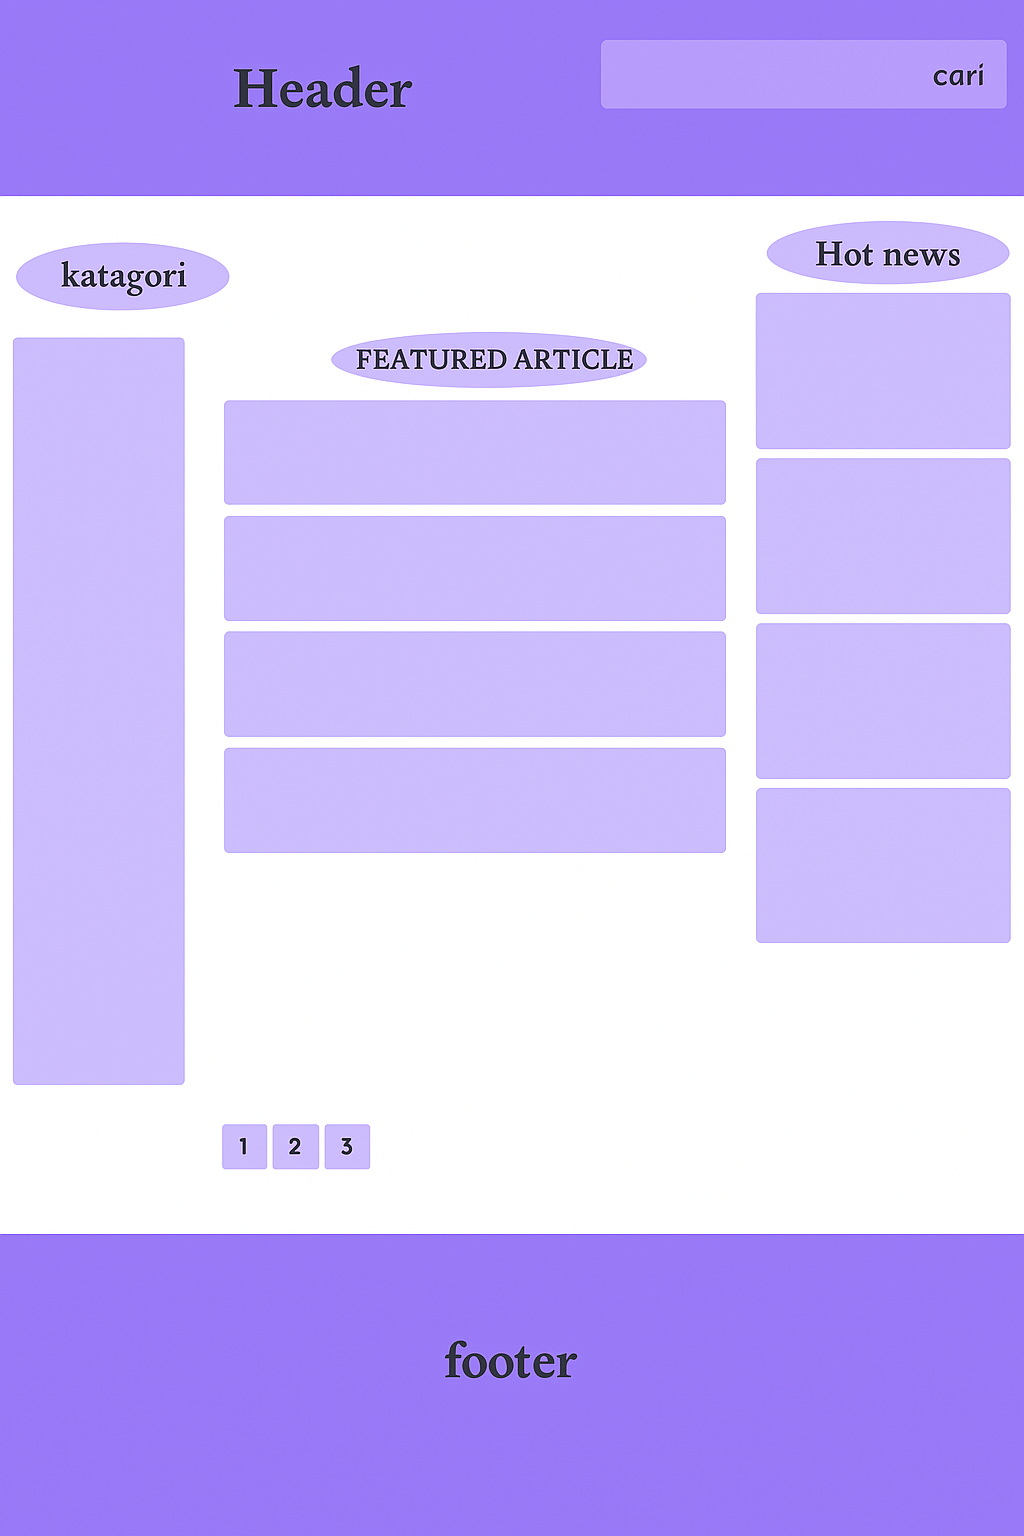 Header
cari
katagori
Hot news
FEATURED ARTICLE
1 2 3
footer